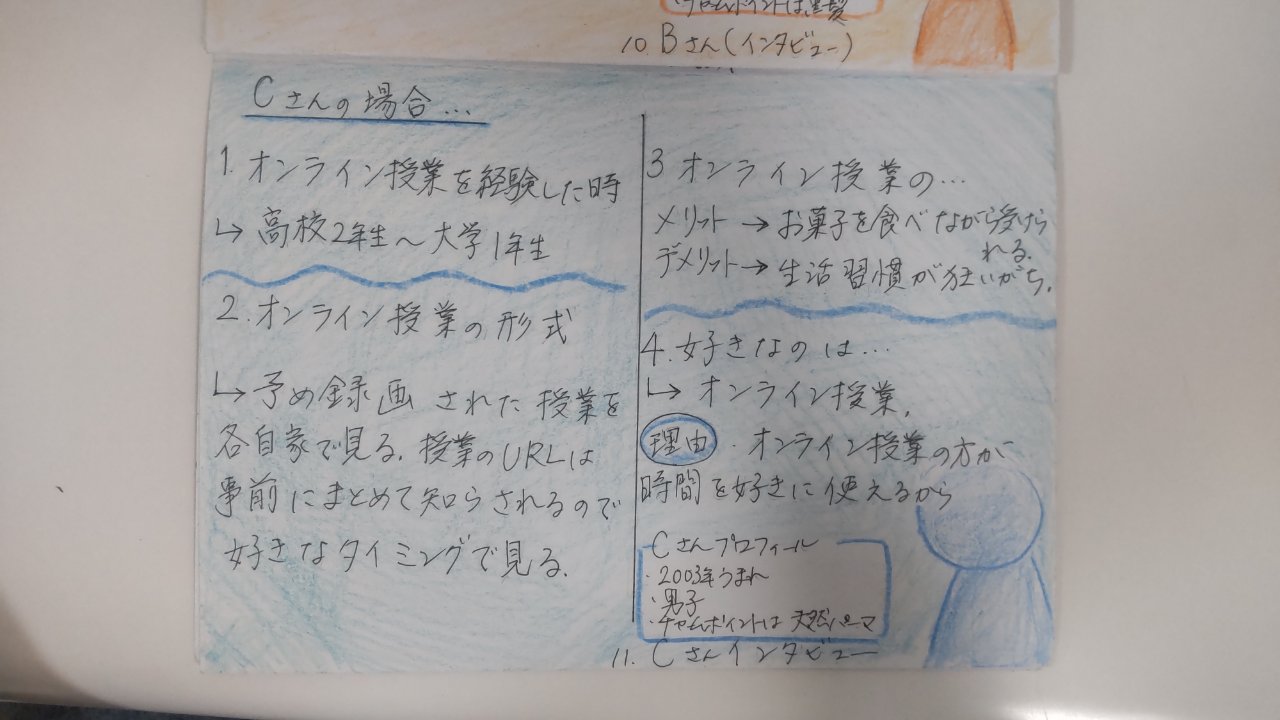 チャームポイントは黒髪
10 Bさん(インタビュー)
Cさんの場合...
1. オンライン授業を経験した時
↳ 高校2年生〜大学1年生
2. オンライン授業の形式
↳ 予め録画された授業を
各自家で見る. 授業のURLは
事前にまとめて知らされるので
好きなタイミングで見る.
3 オンライン授業の...
メリット → お菓子を食べながら受けら
れる.
デメリット → 生活習慣が狂いがち.
4. 好きなのは...
↳ オンライン授業.
理由 ・オンライン授業の方が
時間を好きに使えるから
Cさんプロフィール
・2003年うまれ
・男子
・チャームポイントは天然パーマ
11. Cさんインタビュー